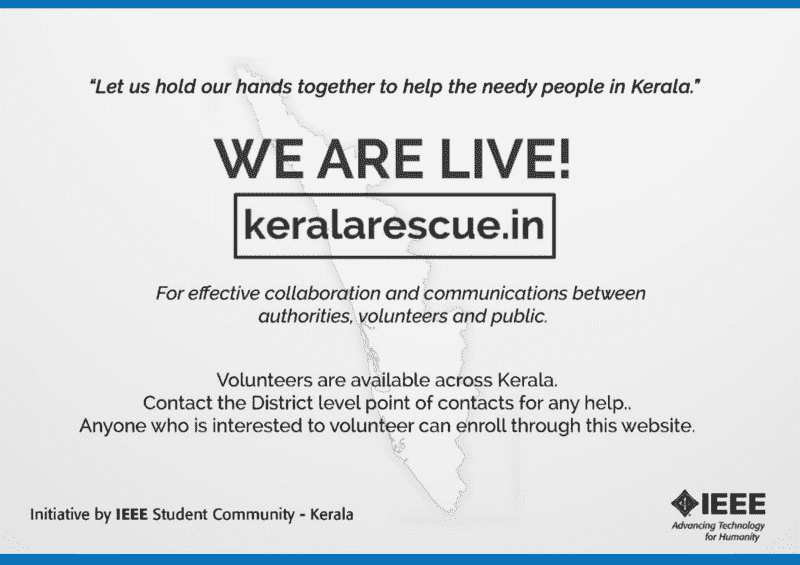 “Let us hold our hands together to help the needy people in Kerala.”
WE ARE LIVE!
keralarescue.in
For effective collaboration and communications between
authorities, volunteers and public.
Volunteers are available across Kerala.
Contact the District level point of contacts for any help..
Anyone who is interested to volunteer can enroll through this website.
Initiative by IEEE Student Community - Kerala
IEEE
Advancing Technology
for Humanity